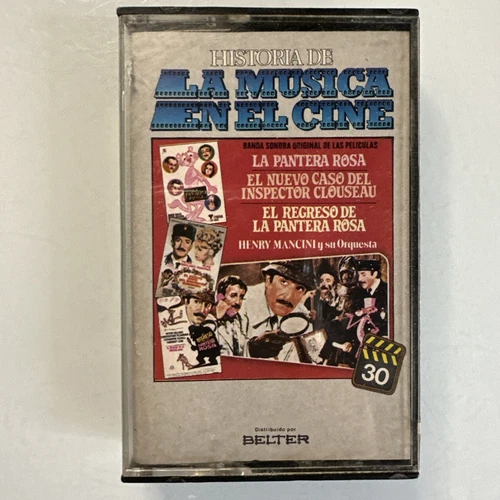 HISTORIA DE
LA MUSICA
EN EL CINE
BANDA SONORA ORIGINAL DE LAS PELICULAS
LA PANTERA ROSA
EL NUEVO CASO DEL
INSPECTOR CLOUSEAU
EL REGRESO DE
LA PANTERA ROSA
HENRY MANCINI y su Orquesta
30
Distribuido por
BELTER